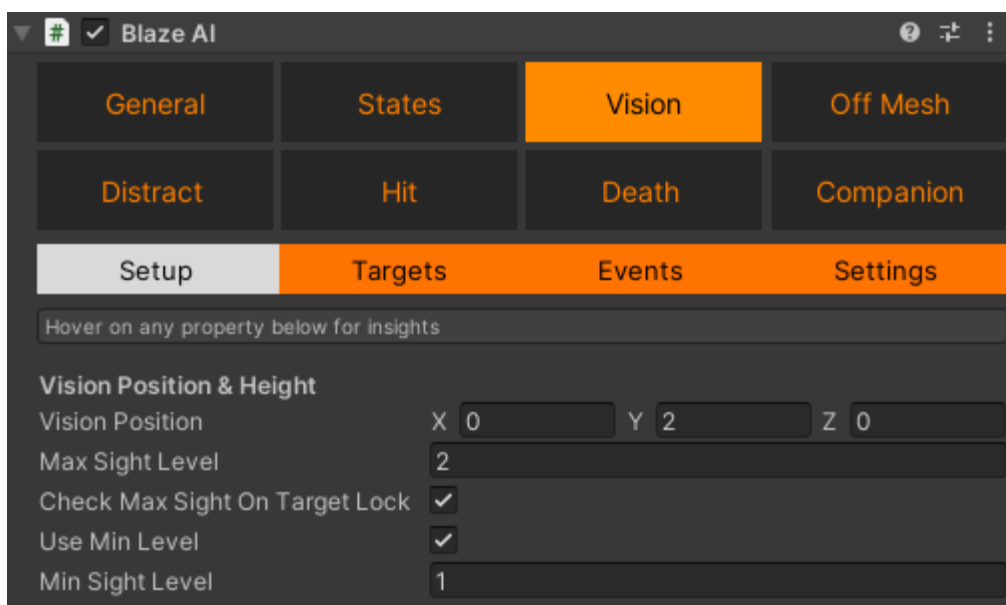 Blaze AI
General States Vision Off Mesh
Distract Hit Death Companion
Setup Targets Events Settings
Hover on any property below for insights
Vision Position & Height
Vision Position X 0 Y 2 Z 0
Max Sight Level 2
Check Max Sight On Target Lock
Use Min Level
Min Sight Level 1